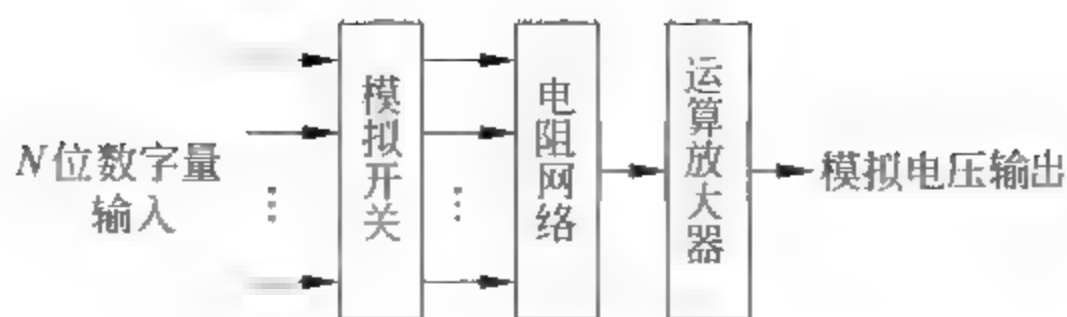 N位数字量
输入
模拟开关
电阻网络
运算放大器
模拟电压输出